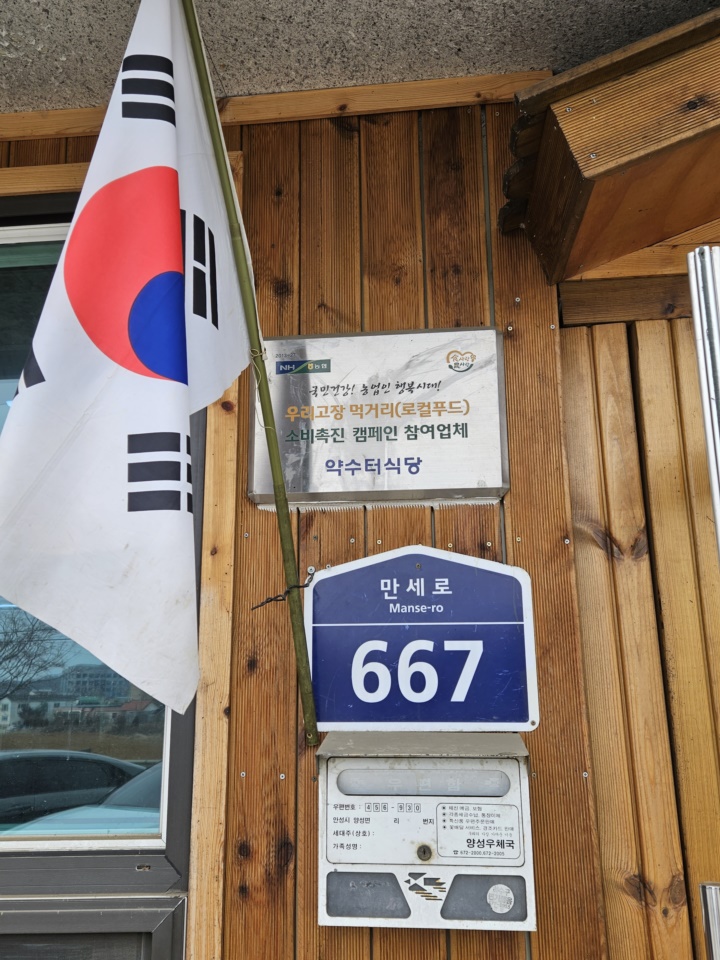 NH 농협
국민건강! 농업인 행복시대!
우리고장 먹거리(로컬푸드)
소비촉진 캠페인 참여업체
약수터식당
만세로
Manse-ro
667
우편번호 : 456-930
안성시 양성면 리 번지
세대주(상호) :
가족성명 :
양성우체국